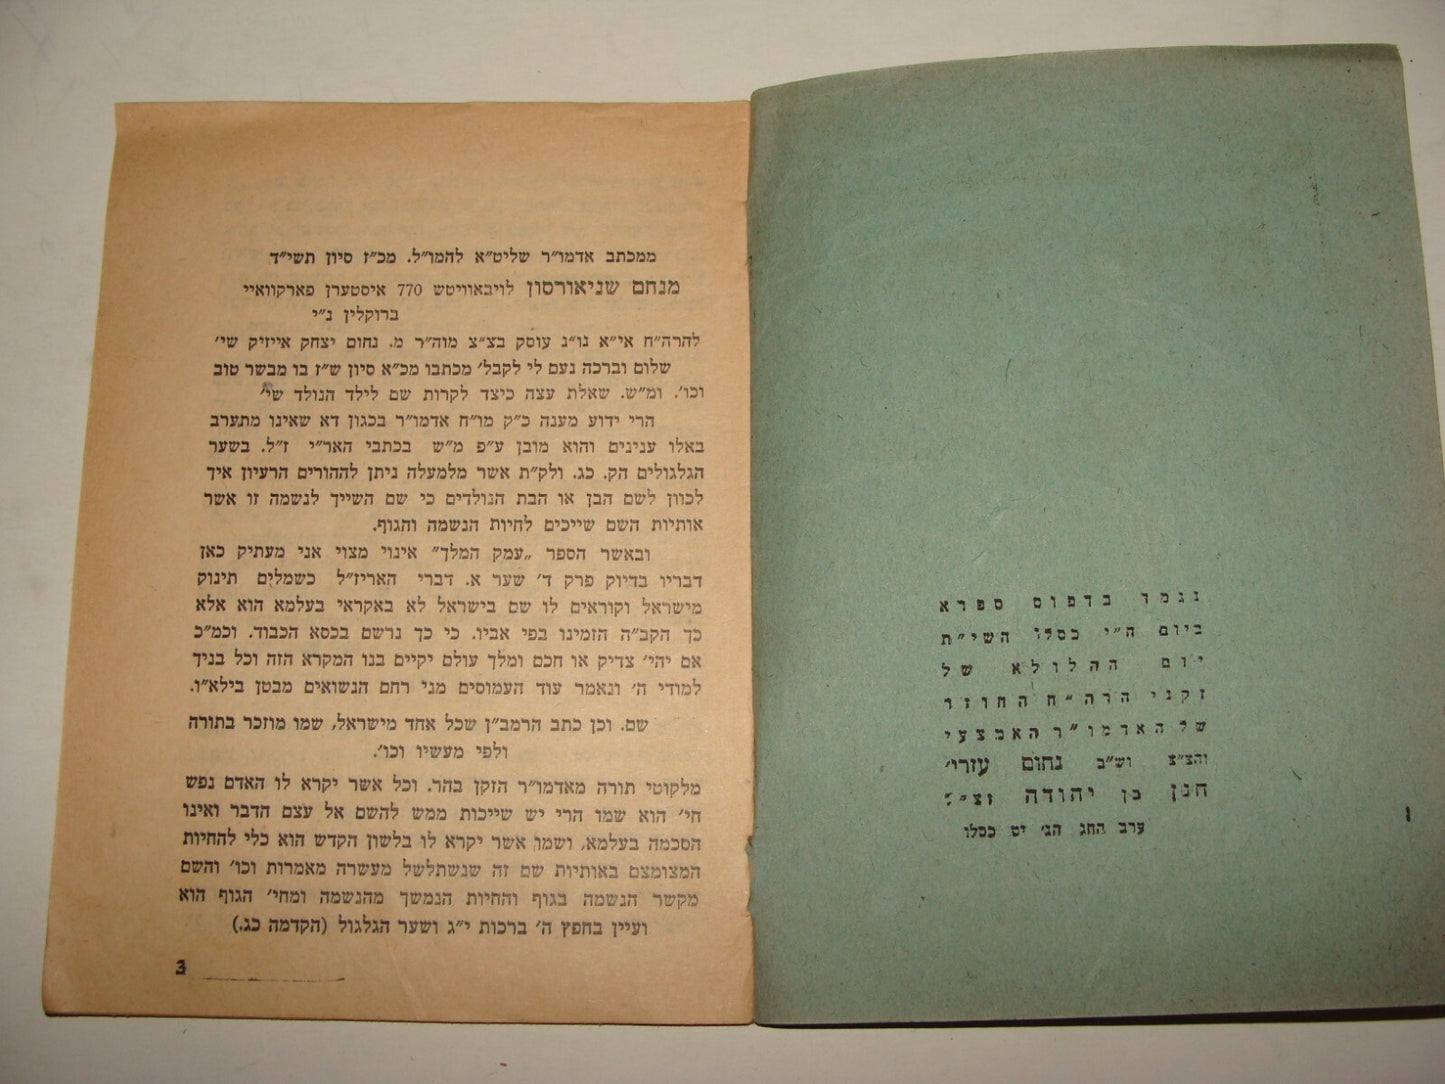 נגמר בדפוס ספרא
ביום ה״י כסלו השי״ת
יום ההלולא של
זקני הרה״ח החוזר
של האדמו״ר האמצעי
והצ״צ וש״ב נחום עזרי׳
חנן בן יהודה זצ״ל
ערב החג הג׳ יט כסלו
ממכתב אדמו״ר שליט״א להמו״ל. מכ״ז סיון תשי״ד
מנחם שניאורסון לויבאוויטש 770 איסטערן פארקוואיי
ברוקלין נ״י
להרה״ח אי״א נו״נ עוסק בצ״צ מוה״ר מ. נחום יצחק אייזיק שי׳
שלום וברכה נעם לי לקבל׳ מכתבו מכ״א סיון ש״ז בו מבשר טוב
וכו׳. ומ״ש. שאלת עצה כיצד לקרות שם לילד הנולד שי׳
הרי ידוע מענה כ״ק מו״ח אדמו״ר בכגון דא שאינו מתערב
באלו ענינים והוא מובן ע״פ מ״ש בכתבי האר״י ז״ל. בשער
הגלגולים הק. כג. ולק״ת אשר מלמעלה ניתן לההורים הרעיון איך
לכוון לשם הבן או הבת הנולדים כי שם השייך לנשמה זו אשר
אותיות השם שייכים לחיות הנשמה והגוף.
ובאשר הספר „עמק המלך״ אינוי מצוי אני מעתיק כאן
דבריו בדיוק פרק ד׳ שער א. דברי האריז״ל כשמלים תינוק
מישראל וקוראים לו שם בישראל לא באקראי בעלמא הוא אלא
כך הקב״ה הזמינו בפי אביו. כי כך נרשם בכסא הכבוד. וכמ״כ
אם יהי׳ צדיק או חכם ומלך עולם יקיים בנו המקרא הזה וכל בניך
למודי ה׳ ונאמר עוד העמוסים מני רחם הנשואים מבטן בילא״ו.
שם. וכן כתב הרמב״ן שכל אחד מישראל, שמו מוזכר בתורה
ולפי מעשיו וכו׳.
מלקוטי תורה מאדמו״ר הזקן בהר. וכל אשר יקרא לו האדם נפש
חי׳ הוא שמו הרי יש שייכות ממש להשם אל עצם הדבר ואינו
הסכמה בעלמא, ושמו אשר יקרא לו בלשון הקדש הוא כלי להחיות
המצומצם באותיות שם זה שנשתלשל מעשרה מאמרות וכו׳ והשם
מקשר הנשמה בגוף והחיות הנמשך מהנשמה ומחי׳ הגוף הוא
ועיין בחפץ ה׳ ברכות י״ג ושער הגלגול (הקדמה כג.)
3